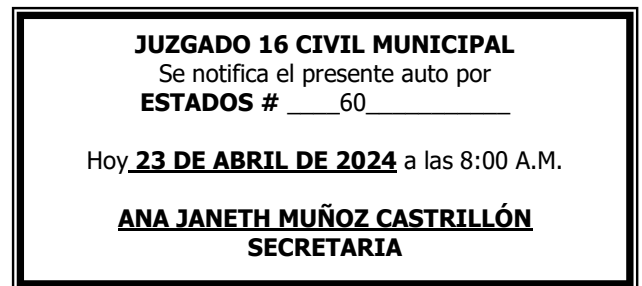 JUZGADO 16 CIVIL MUNICIPAL
Se notifica el presente auto por
ESTADOS # ____60___________
Hoy 23 DE ABRIL DE 2024 a las 8:00 A.M.
ANA JANETH MUÑOZ CASTRILLÓN
SECRETARIA